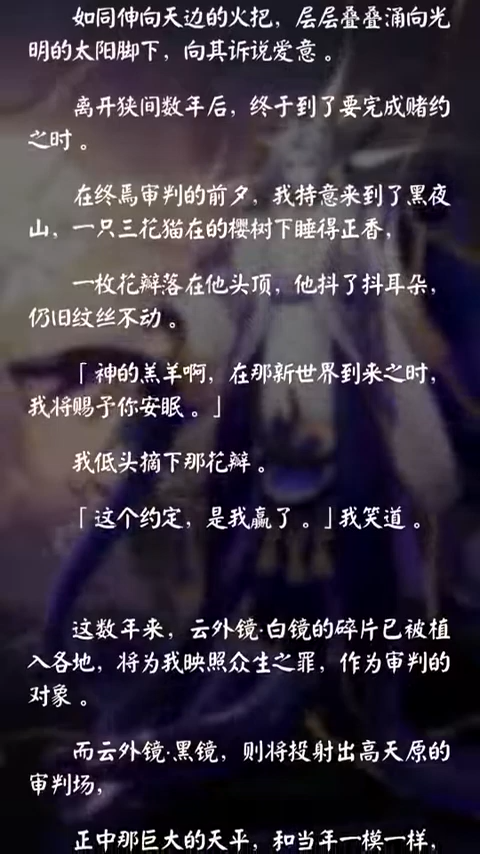 如同伸向天边的火把，层层叠叠涌向光
明的太阳脚下，向其诉说爱意。
离开狭间数年后，终于到了要完成赌约
之时。
在终焉审判的前夕，我特意来到了黑夜
山，一只三花猫在的樱树下睡得正香，
一枚花瓣落在他头顶，他抖了抖耳朵，
仍旧纹丝不动。
「神的羔羊啊，在那新世界到来之时，
我将赐予你安眠。」
我低头摘下那花瓣。
「这个约定，是我赢了。」我笑道。
这数年来，云外镜·白镜的碎片已被植
入各地，将为我映照众生之罪，作为审判的
对象。
而云外镜·黑镜，则将投射出高天原的
审判场，
正中那巨大的天平，和当年一模一样，